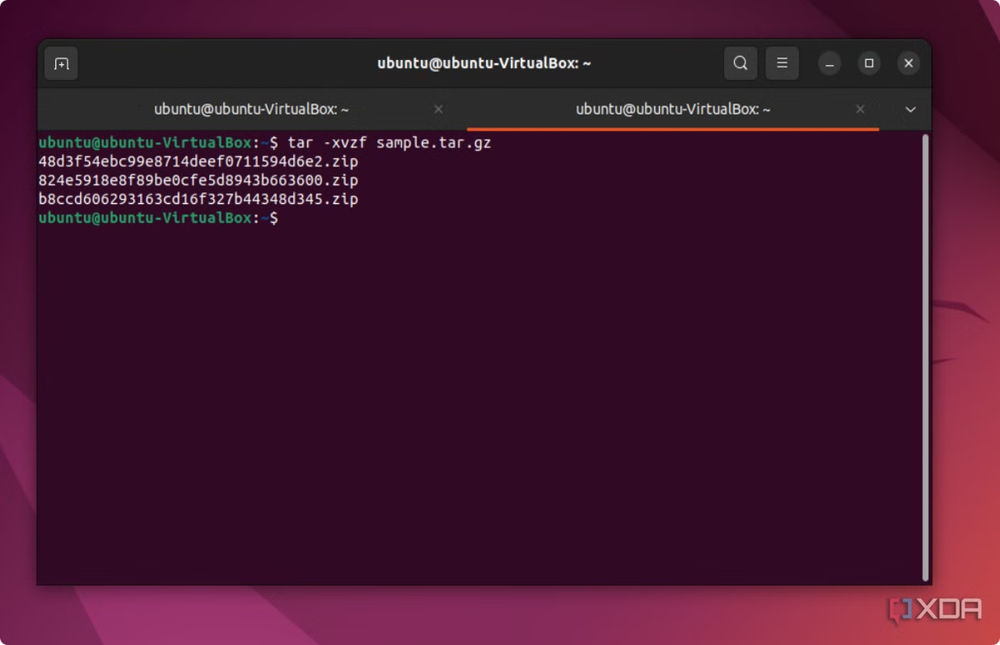 ubuntu@ubuntu-VirtualBox: ~
ubuntu@ubuntu-VirtualBox: ~
ubuntu@ubuntu-VirtualBox: ~
ubuntu@ubuntu-VirtualBox:~$ tar -xvzf sample.tar.gz
48d3f54ebc99e8714deef0711594d6e2.zip
824e5918e8f89be0cfe5d8943b663600.zip
b8ccd606293163cd16f327b44348d345.zip
ubuntu@ubuntu-VirtualBox:~$
XDA